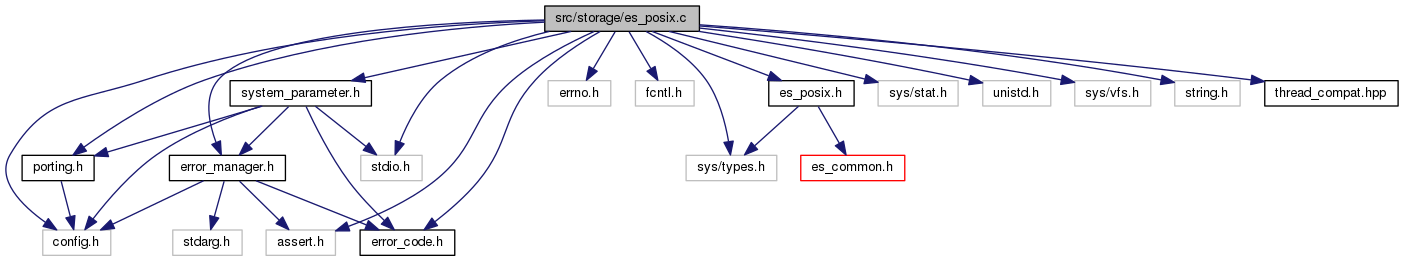 src/storage/es_posix.c
system_parameter.h
errno.h
fcntl.h
es_posix.h
sys/stat.h
unistd.h
sys/vfs.h
string.h
thread_compat.hpp
porting.h
error_manager.h
stdio.h
sys/types.h
es_common.h
config.h
stdarg.h
assert.h
error_code.h